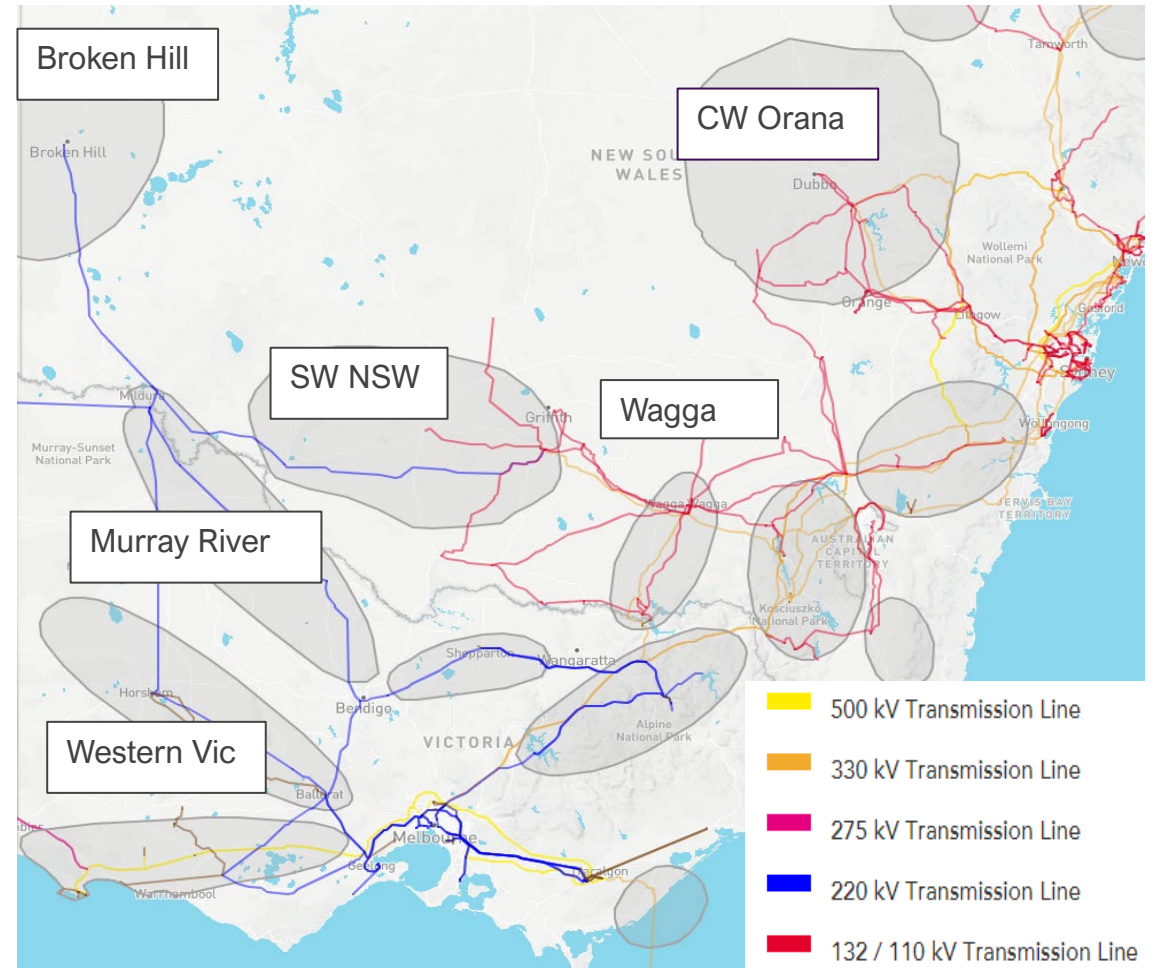 Broken Hill
Broken Hill
CW Orana
Tamworth
NEW SOU
WALES
Dubbo
Wollemi
National Park
Newc
Orange
Lithgow
Gosford
Sydney
SW NSW
Mildura
Griffith
Wagga
Wollongong
Murray-Sunset
National Park
Wagga Wagga
JERVIS BAY
TERRITORY
AUSTRALIAN
CAPITAL
TERRITORY
Murray River
Kosciuszko
National Park
Shepparton
Wangaratta
Horsham
Bendigo
Alpine
National Park
VICTORIA
Western Vic
Ballarat
Melbourne
Geelong
Traralgon
Warrnambool
500 kV Transmission Line
330 kV Transmission Line
275 kV Transmission Line
220 kV Transmission Line
132 / 110 kV Transmission Line